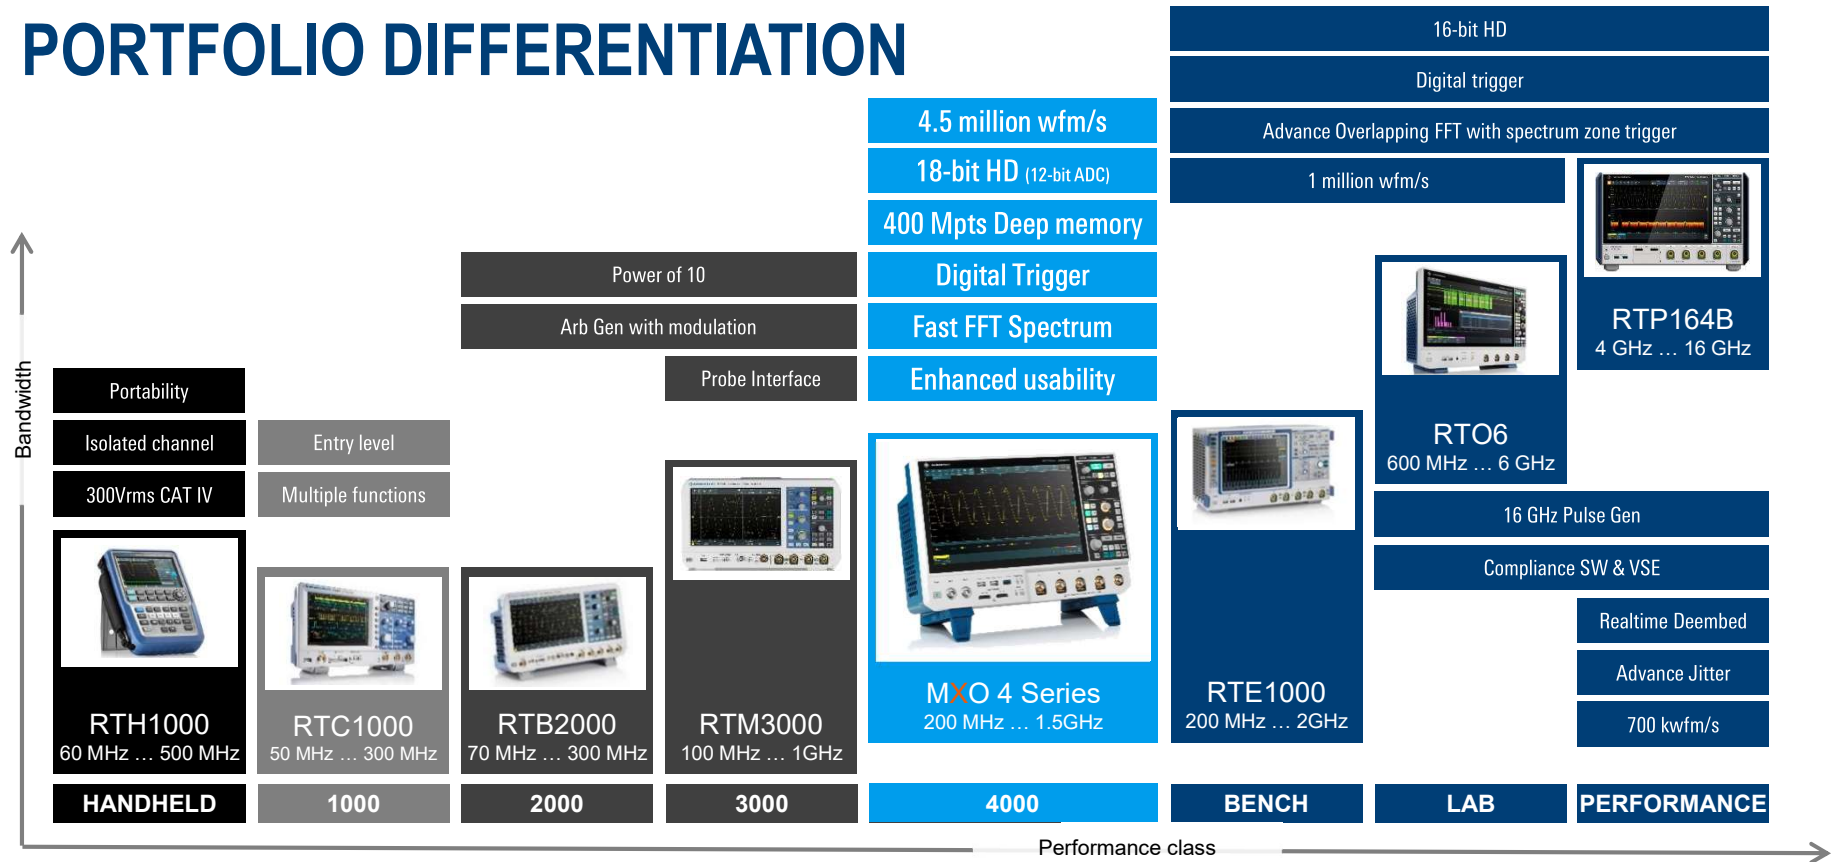 PORTFOLIO DIFFERENTIATION
16-bit HD
Digital trigger
Advance Overlapping FFT with spectrum zone trigger
1 million wfm/s
4.5 million wfm/s
18-bit HD (12-bit ADC)
400 Mpts Deep memory
Digital Trigger
Fast FFT Spectrum
Enhanced usability
Power of 10
Arb Gen with modulation
Probe Interface
Portability
Isolated channel
300Vrms CAT IV
Entry level
Multiple functions
Bandwidth
RTH1000
60 MHz … 500 MHz
RTC1000
50 MHz … 300 MHz
RTB2000
70 MHz … 300 MHz
RTM3000
100 MHz … 1GHz
MXO 4 Series
200 MHz … 1.5GHz
RTE1000
200 MHz … 2GHz
RTO6
600 MHz … 6 GHz
RTP164B
4 GHz … 16 GHz
16 GHz Pulse Gen
Compliance SW & VSE
Realtime Deembed
Advance Jitter
700 kwfm/s
HANDHELD
1000
2000
3000
4000
BENCH
LAB
PERFORMANCE
Performance class